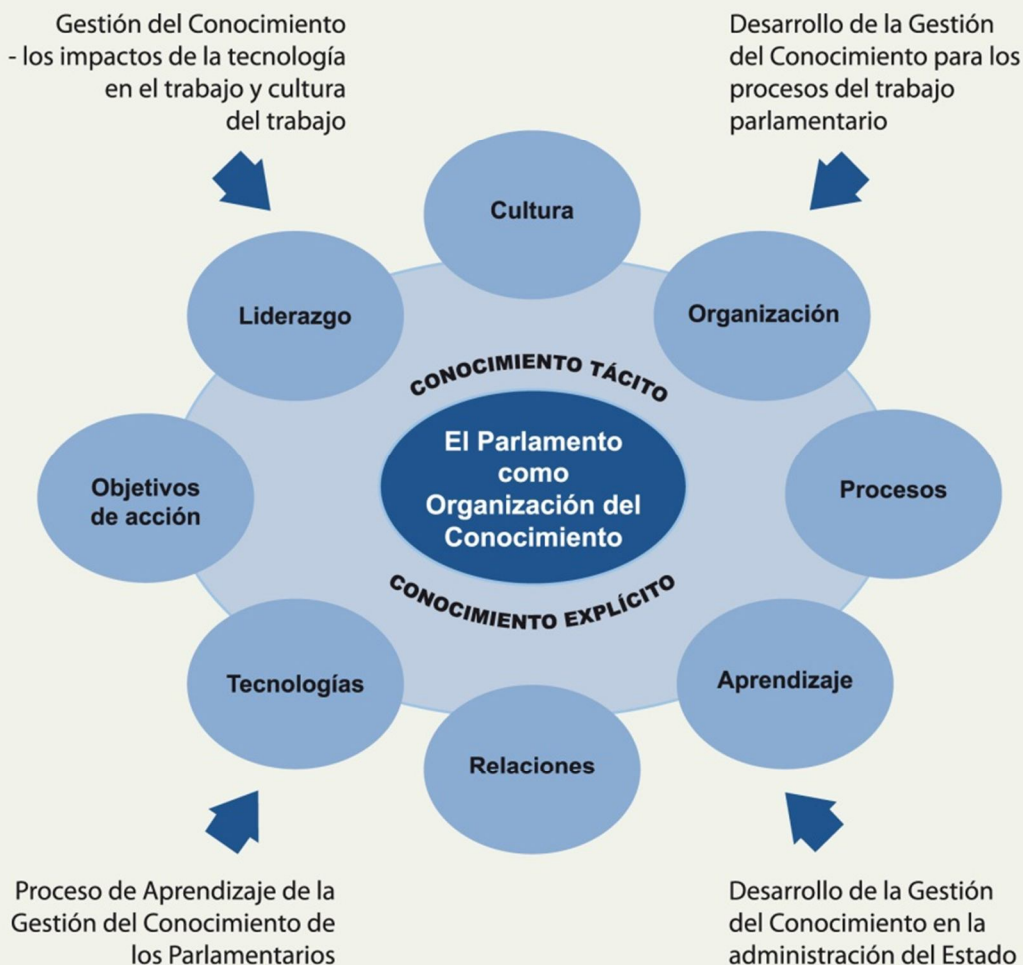 Gestión del Conocimiento
- los impactos de la tecnología
en el trabajo y cultura
del trabajo
Desarrollo de la Gestión
del Conocimiento para los
procesos del trabajo
parlamentario
Cultura
Liderazgo
Organización
CONOCIMIENTO TÁCITO
El Parlamento
como
Organización del
Conocimiento
Objetivos
de acción
Procesos
CONOCIMIENTO EXPLÍCITO
Tecnologías
Aprendizaje
Relaciones
Proceso de Aprendizaje de la
Gestión del Conocimiento de
los Parlamentarios
Desarrollo de la Gestión
del Conocimiento en la
administración del Estado